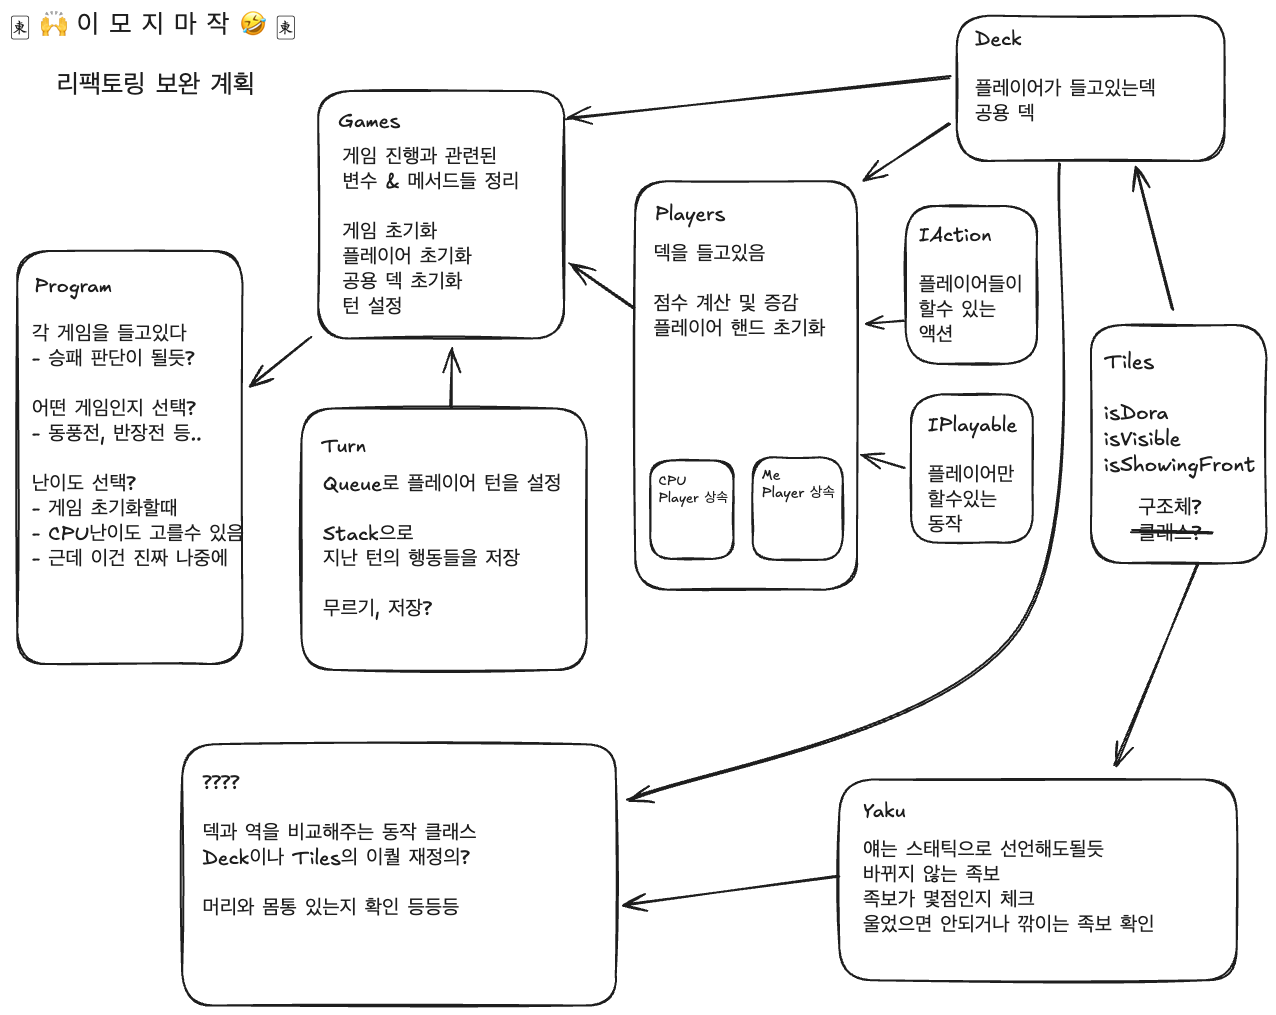 🀀 🙌 이 모 지 마 작 🤣 🀀
리팩토링 보완 계획
Deck
플레이어가 들고있는덱
공용 덱
Games
게임 진행과 관련된
변수 & 메서드들 정리
게임 초기화
플레이어 초기화
공용 덱 초기화
턴 설정
Players
덱을 들고있음
점수 계산 및 증감
플레이어 핸드 초기화
CPU
Player 상속
Me
Player 상속
IAction
플레이어들이
할수 있는
액션
IPlayable
플레이어만
할수있는
동작
Tiles
isDora
isVisible
isShowingFront
구조체?
클래스?
Program
각 게임을 들고있다
- 승패 판단이 될듯?
어떤 게임인지 선택?
- 동풍전, 반장전 등..
난이도 선택?
- 게임 초기화할때
- CPU난이도 고를수 있음
- 근데 이건 진짜 나중에
Turn
Queue로 플레이어 턴을 설정
Stack으로
지난 턴의 행동들을 저장
무르기, 저장?
????
덱과 역을 비교해주는 동작 클래스
Deck이나 Tiles의 이퀄 재정의?
머리와 몸통 있는지 확인 등등등
Yaku
얘는 스태틱으로 선언해도될듯
바뀌지 않는 족보
족보가 몇점인지 체크
울었으면 안되거나 깎이는 족보 확인